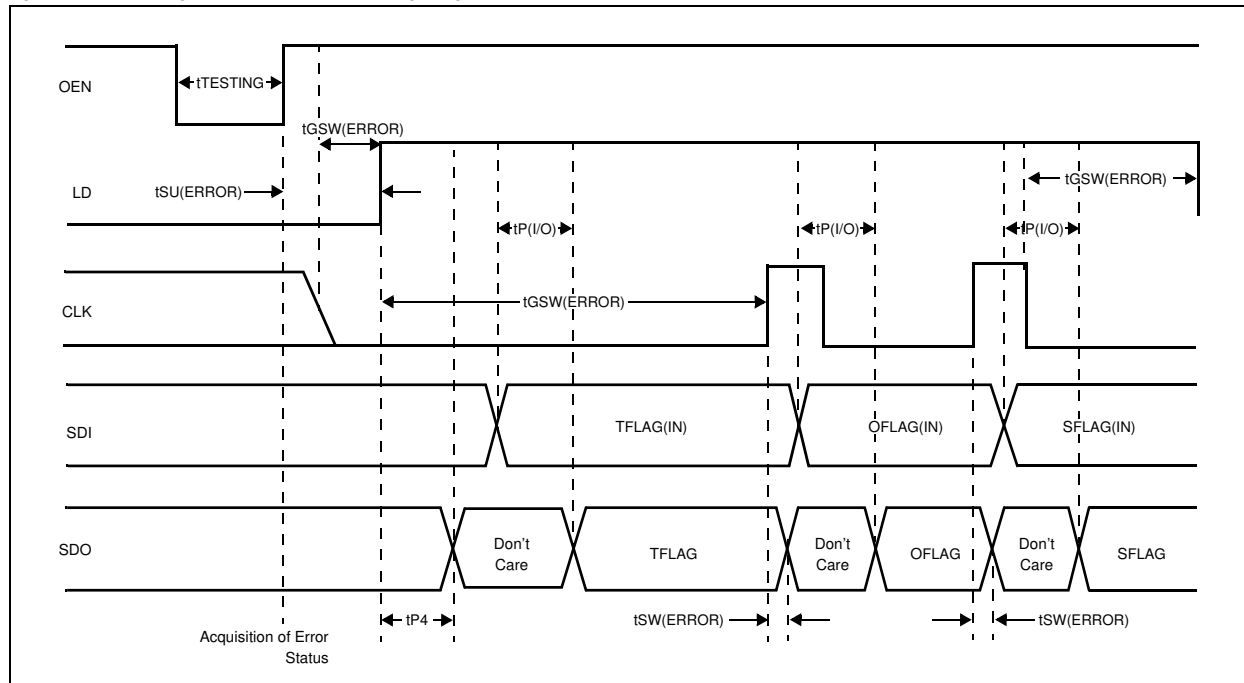 OEN
tTESTING
tGSW(ERROR)
LD
tSU(ERROR)
tGSW(ERROR)
tP(I/O)
tP(I/O)
tP(I/O)
CLK
tGSW(ERROR)
SDI
TFLAG(IN)
OFLAG(IN)
SFLAG(IN)
SDO
Don't
Care
TFLAG
Don't
Care
OFLAG
Don't
Care
SFLAG
tP4
tSW(ERROR)
tSW(ERROR)
Acquisition of Error
Status